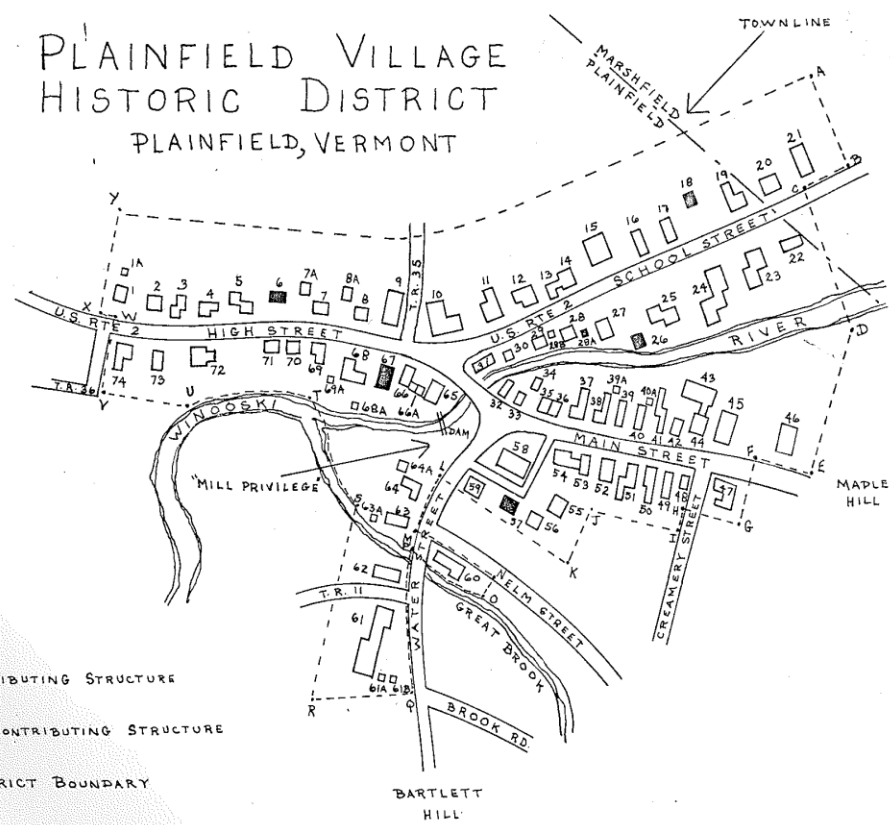 PLAINFIELD VILLAGE
HISTORIC DISTRICT
PLAINFIELD, VERMONT
TOWNLINE
MARSHFIELD
PLAINFIELD
A
B
C
21
20
19
18
17
16
15
14
13
12
11
10
SCHOOL STREET
U.S. RTE 2
T.R. 35
Y
1A
1
2
3
4
5
6
7A
7
8A
8
9
X
W
U.S. RTE 2
HIGH STREET
22
23
24
25
26
27
28
28A
28B
29
30
31
RIVER
D
T.R. 36
V
74
73
72
71
70
69
69A
68
67
66
65
68A
66A
U
T
WINOOSKI
DAM
"MILL PRIVILEGE"
32
33
34
35
36
37
38
39A
39
40A
40
41
42
43
44
45
46
MAIN STREET
F
E
MAPLE
HILL
L
64A
64
S
63A
63
M
58
59
57
56
55
54
53
52
51
50
49
48
47
H
G
I
J
K
CREAMERY STREET
62
T.R. 11
61
61A
61B
WATER STREET
60
N
O
P
ELM STREET
GREAT BROOK
R
Q
BROOK RD.
BARTLETT
HILL
IBUTING STRUCTURE
ONTRIBUTING STRUCTURE
RICT BOUNDARY